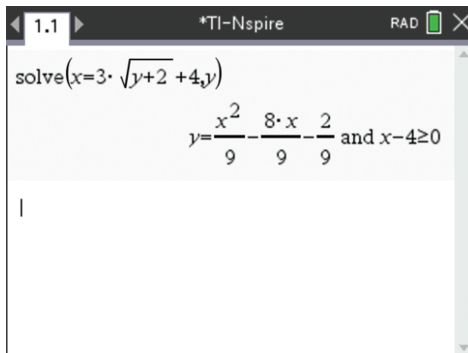 1.1 *TI-Nspire RAD
solve(x=3·√(y+2)+4,y)
y=x²/9-8·x/9-2/9 and x-4≥0